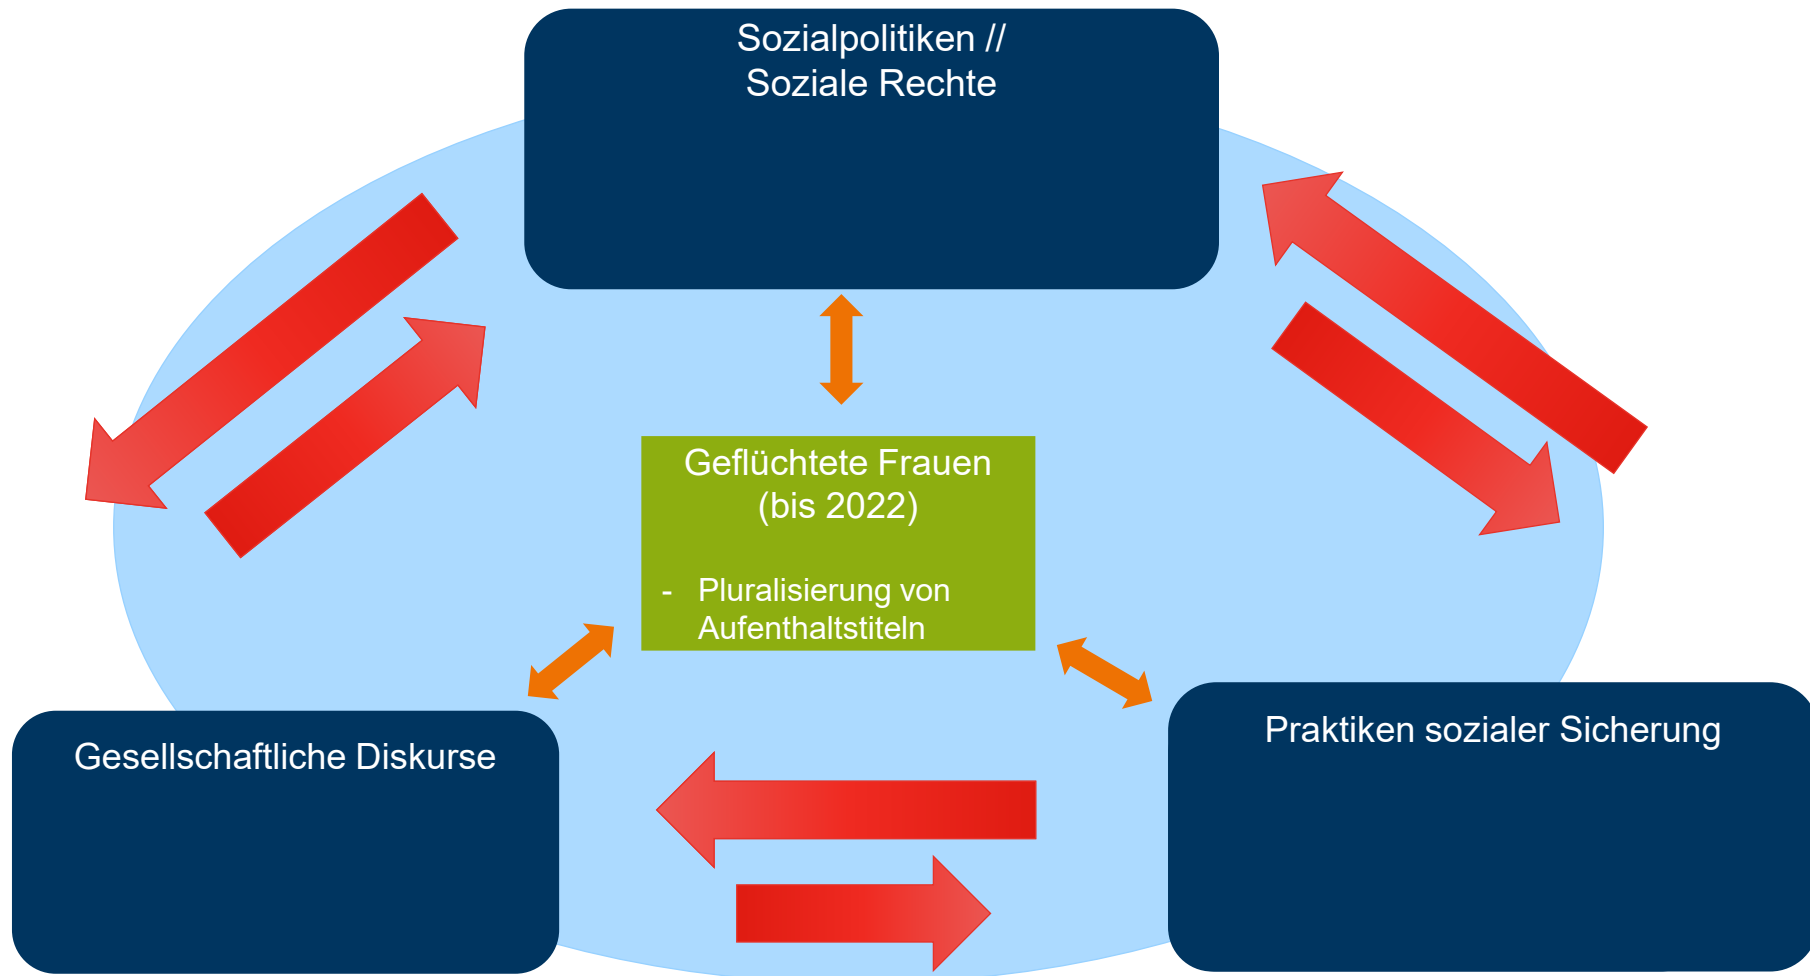 Sozialpolitiken //
Soziale Rechte
Geflüchtete Frauen
(bis 2022)
- Pluralisierung von
Aufenthaltstiteln
Gesellschaftliche Diskurse
Praktiken sozialer Sicherung